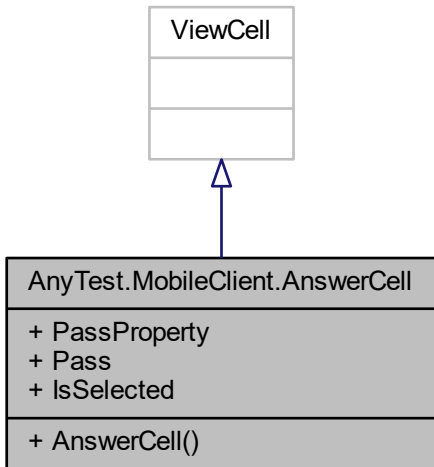 ViewCell
AnyTest.MobileClient.AnswerCell
+ PassProperty
+ Pass
+ IsSelected
+ AnswerCell()